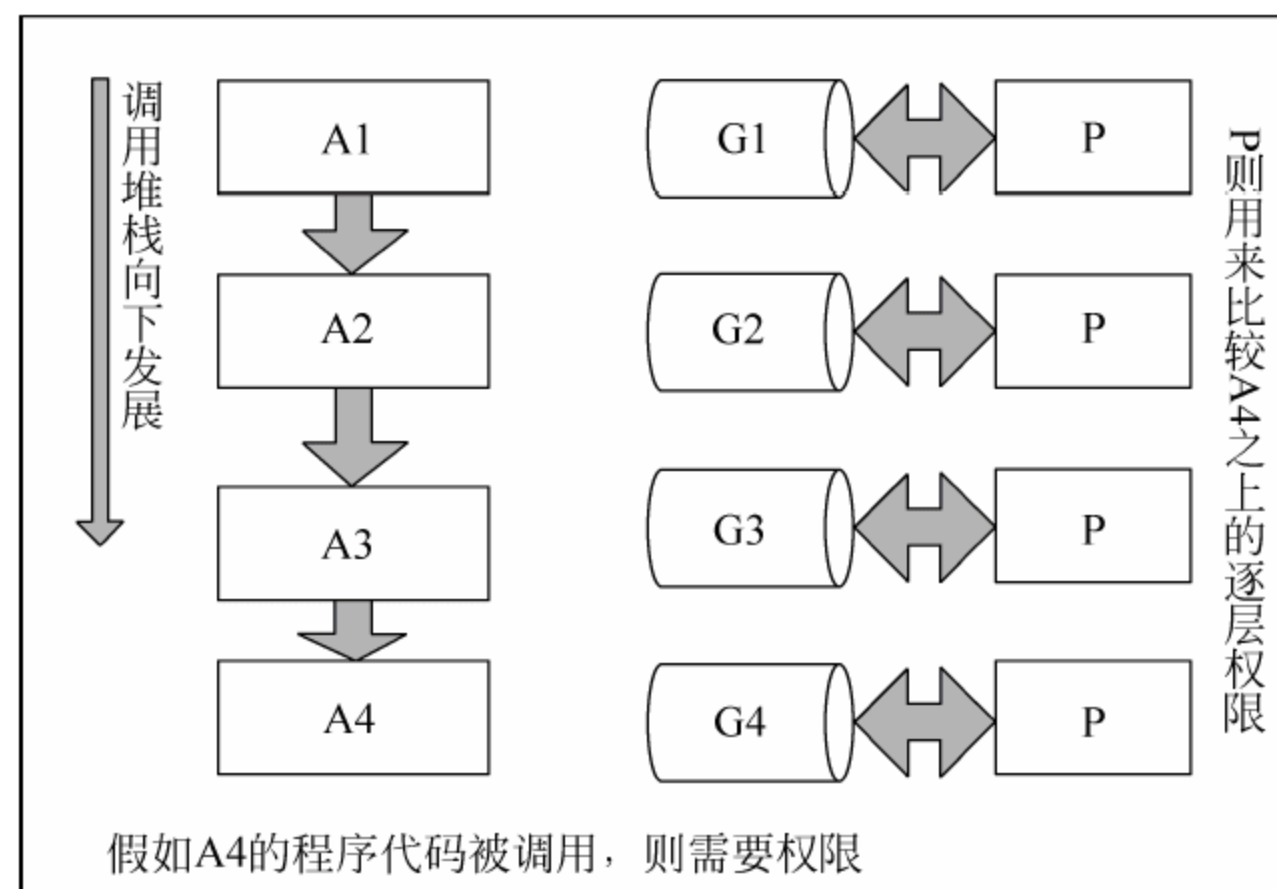 调用堆栈向下发展
A1
G1
P
A2
G2
P
A3
G3
P
A4
G4
P
P则用来比较A4之上的逐层权限
假如A4的程序代码被调用，则需要权限